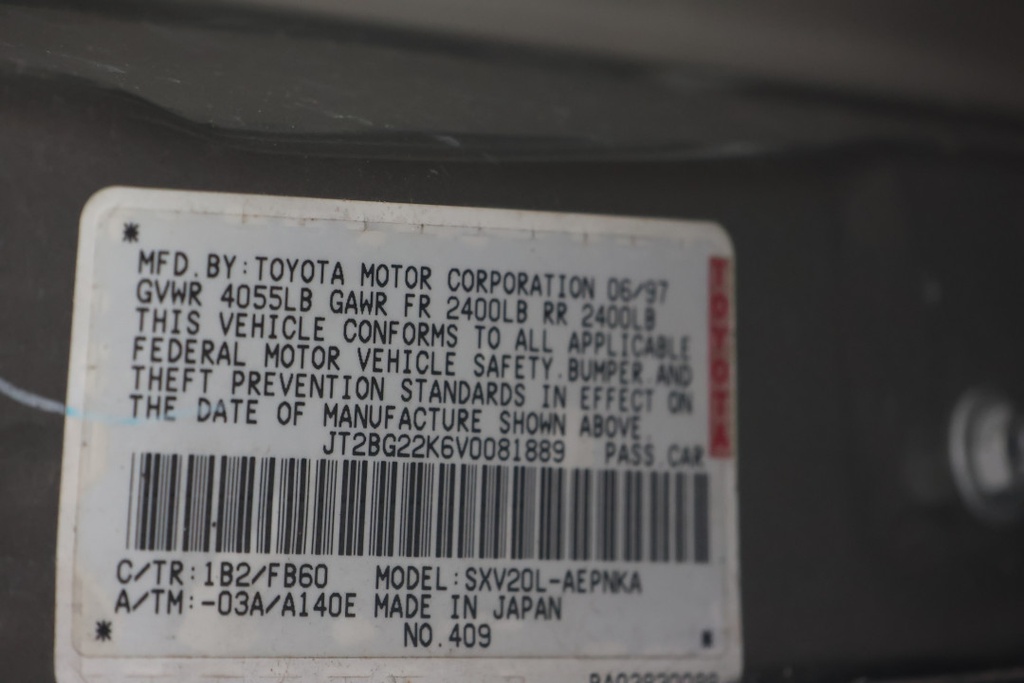 MFD. BY: TOYOTA MOTOR CORPORATION 06/97
GVWR 4055LB GAWR FR 2400LB RR 2400LB
THIS VEHICLE CONFORMS TO ALL APPLICABLE
FEDERAL MOTOR VEHICLE SAFETY. BUMPER. AND
THEFT PREVENTION STANDARDS IN EFFECT ON
THE DATE OF MANUFACTURE SHOWN ABOVE.
JT2BG22K6V0081889 PASS. CAR
TOYOTA
C/TR: 1B2/FB60 MODEL: SXV20L-AEPNKA
A/TM: -03A/A140E MADE IN JAPAN
NO. 409